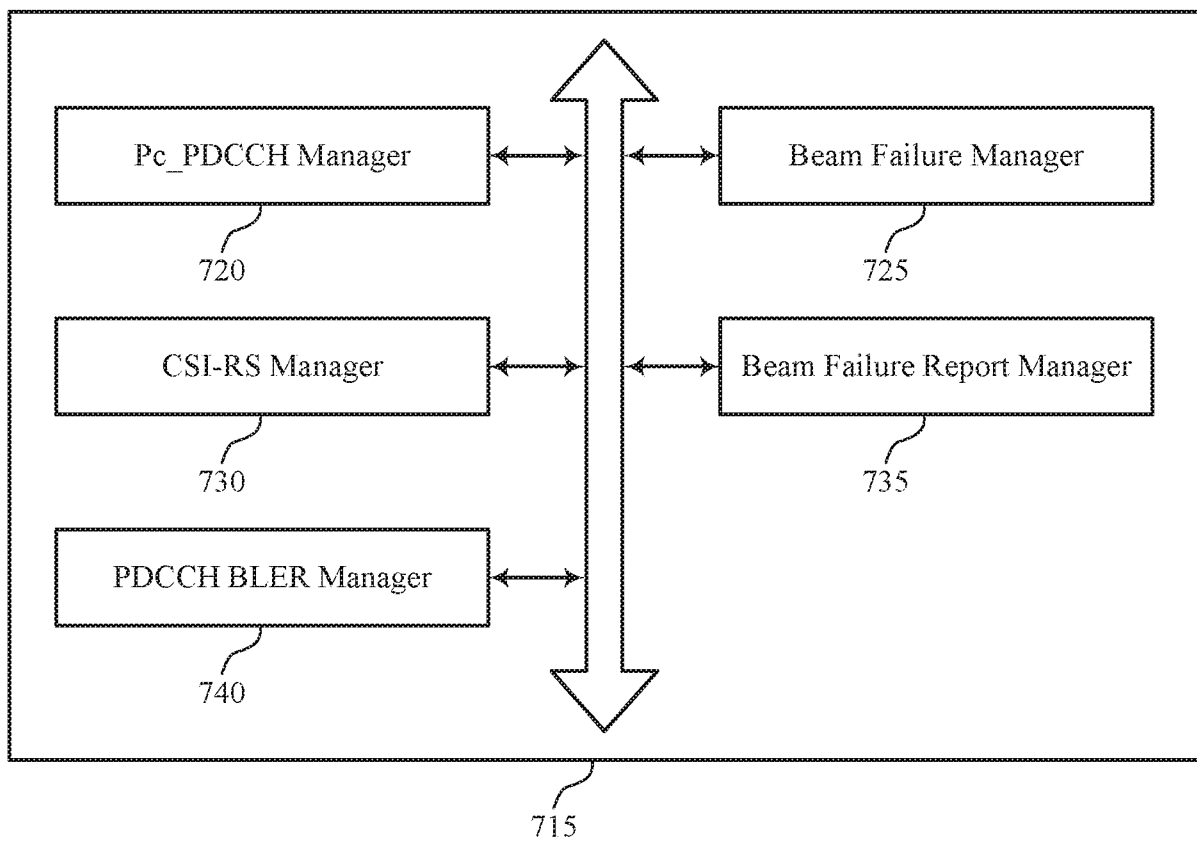 Pc_PDCCH Manager
720
Beam Failure Manager
725
CSI-RS Manager
730
Beam Failure Report Manager
735
PDCCH BLER Manager
740
715